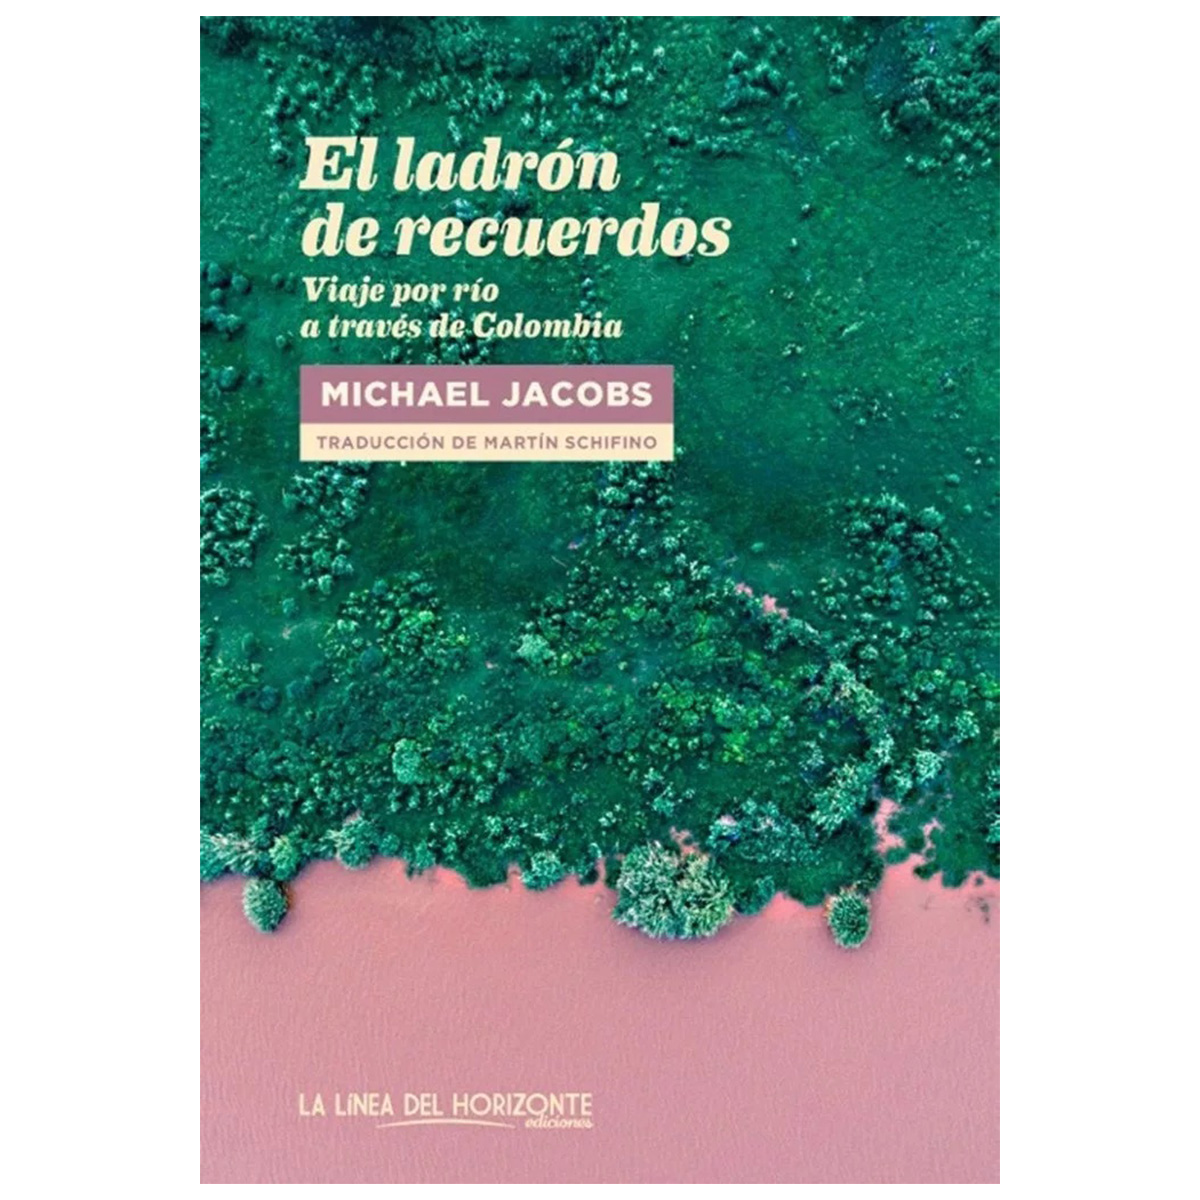 El ladrón
de recuerdos
Viaje por río
a través de Colombia
MICHAEL JACOBS
TRADUCCIÓN DE MARTÍN SCHIFINO
LA LÍNEA DEL HORIZONTE
ediciones